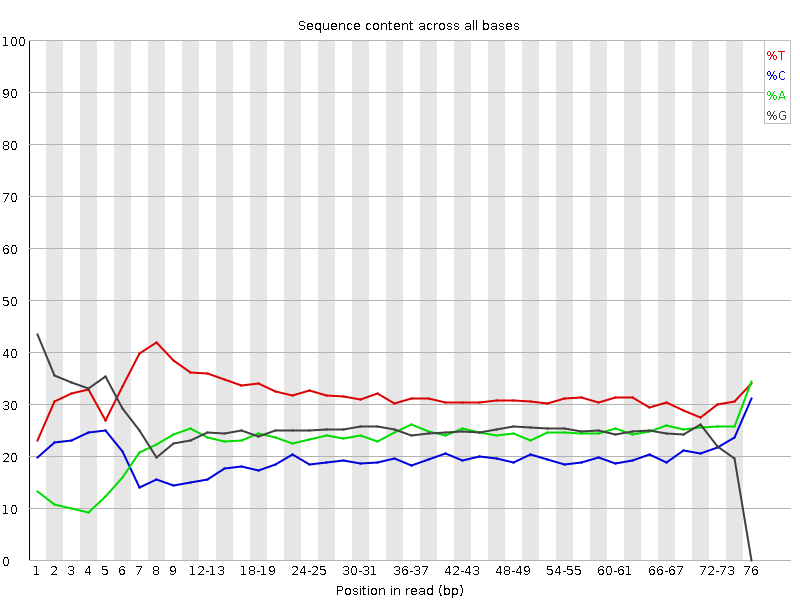 Sequence content across all bases
100
90
80
70
60
50
40
30
20
10
0
%T
%C
%A
%G
1 2 3 4 5 6 7 8 9 12-13 18-19 24-25 30-31 36-37 42-43 48-49 54-55 60-61 66-67 72-73 76
Position in read (bp)